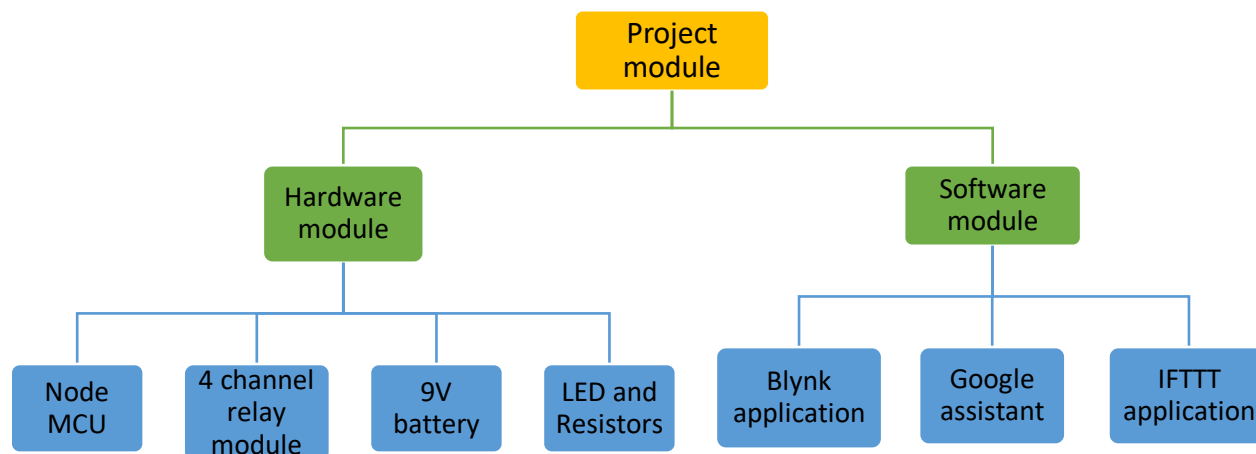 Project
module
Hardware
module
Software
module
Node
MCU
4 channel
relay
module
9V
battery
LED and
Resistors
Blynk
application
Google
assistant
IFTTT
application